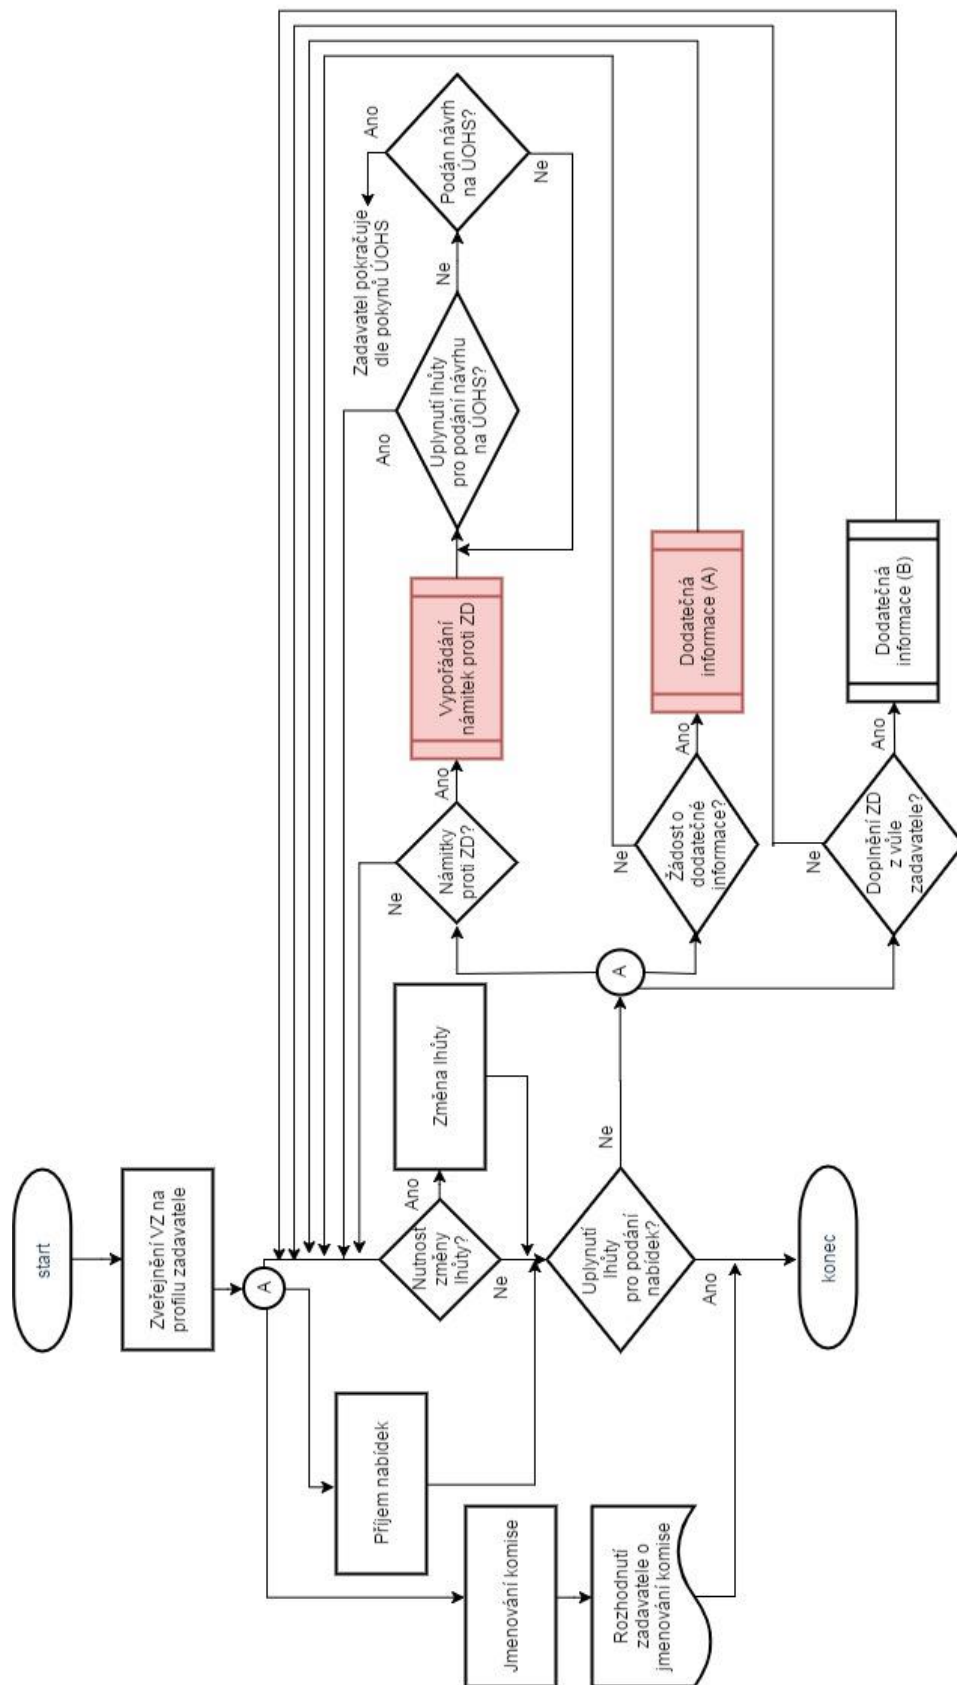 start
Zveřejnění VZ na
profilu zadavatele
A
Příjem nabídek
Jmenování komise
Rozhodnutí
zadavatele o
jmenování komise
Nutnost
změny
lhůty?
Ano
Ne
Změna lhůty
Uplynutí
lhůty
pro podání
nabídek?
Ano
Ne
konec
A
Námitky
proti ZD?
Ne
Ano
Vypořádání
námitek proti ZD
Uplynutí lhůty
pro podání návrhu
na ÚOHS?
Ano
Ne
Podán návrh
na ÚOHS?
Ano
Ne
Zadavatel pokračuje
dle pokynů ÚOHS
Žádost o
dodatečné
informace?
Ne
Ano
Dodatečná
informace (A)
Doplnění ZD
z vůle
zadavatele?
Ne
Ano
Dodatečná
informace (B)